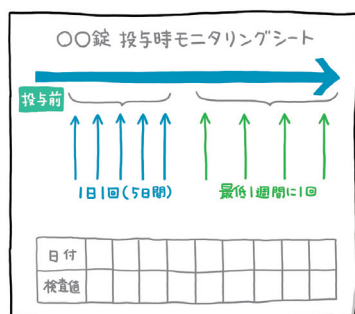 〇〇錠 投与時モニタリングシート
投与前
1日1回(5日間)
最低1週間に1回
日付
検査値